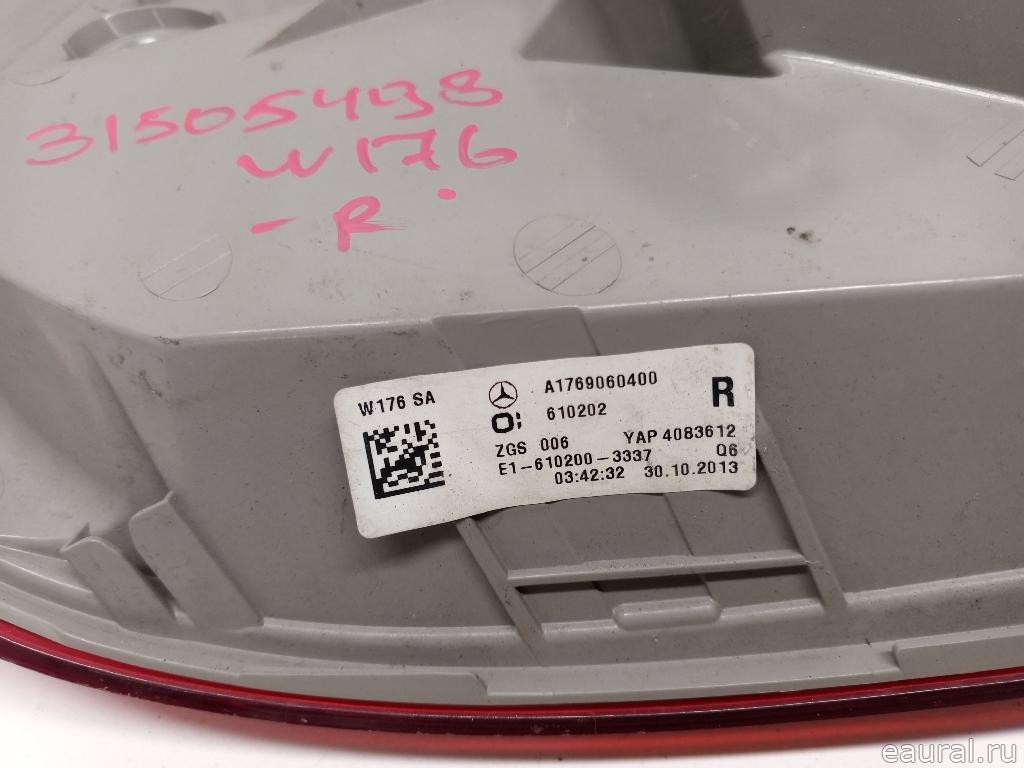 31505498
W176
- R .
W176 SA
A1769060400
610202
R
ZGS 006 YAP 4083612
E1-610200-3337 Q6
03:42:32 30.10.2013
eaural.ru